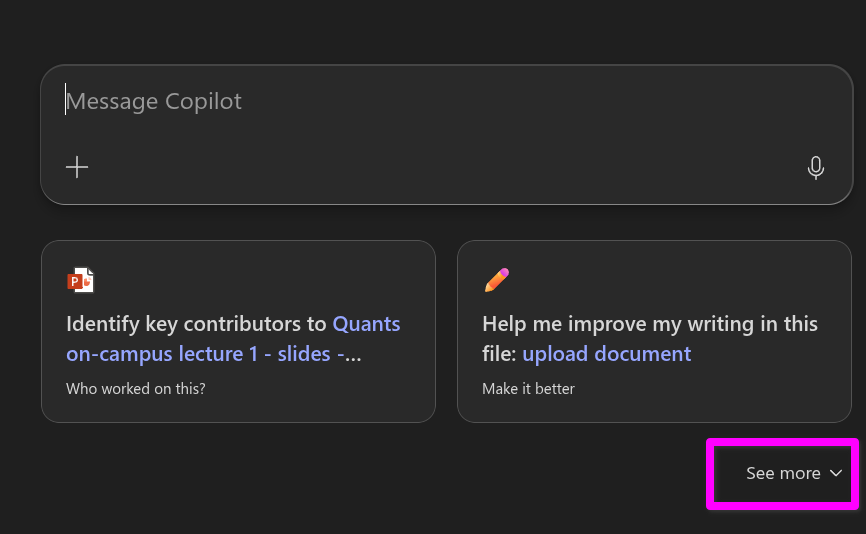 Message Copilot
P
Identify key contributors to Quants
on-campus lecture 1 - slides -...
Who worked on this?
Help me improve my writing in this
file: upload document
Make it better
See more